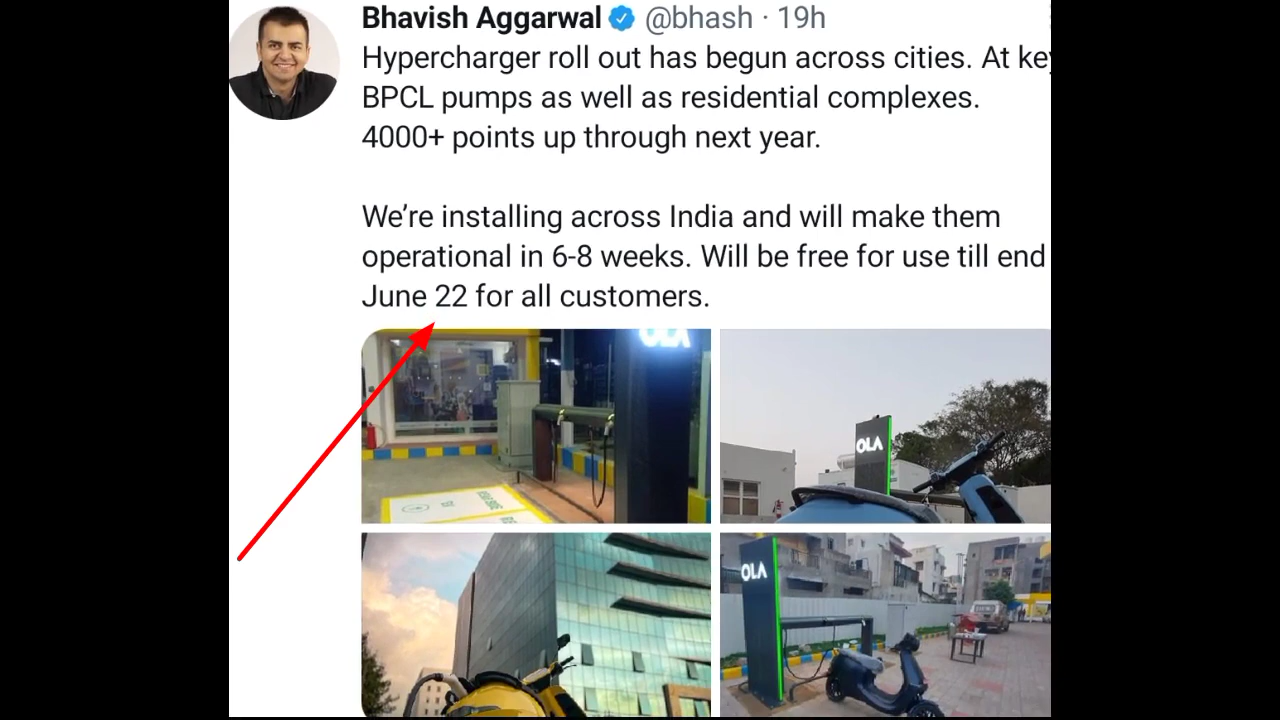 Bhavish Aggarwal @bhash · 19h
Hypercharger roll out has begun across cities. At key
BPCL pumps as well as residential complexes.
4000+ points up through next year.
We’re installing across India and will make them
operational in 6-8 weeks. Will be free for use till end
June 22 for all customers.
OLA
OLA
OLA